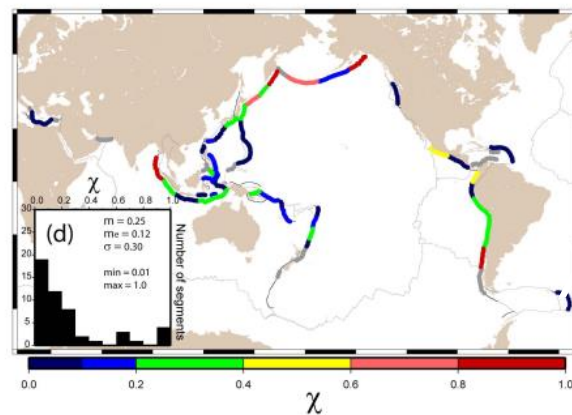 χ
0.0 0.2 0.4 0.6 0.8 1.0
30
25
20
15
10
5
0
(d)
m = 0.25
me = 0.12
σ = 0.30
min = 0.01
max = 1.0
Number of segments
0.0 0.2 0.4 0.6 0.8 1.0
χ